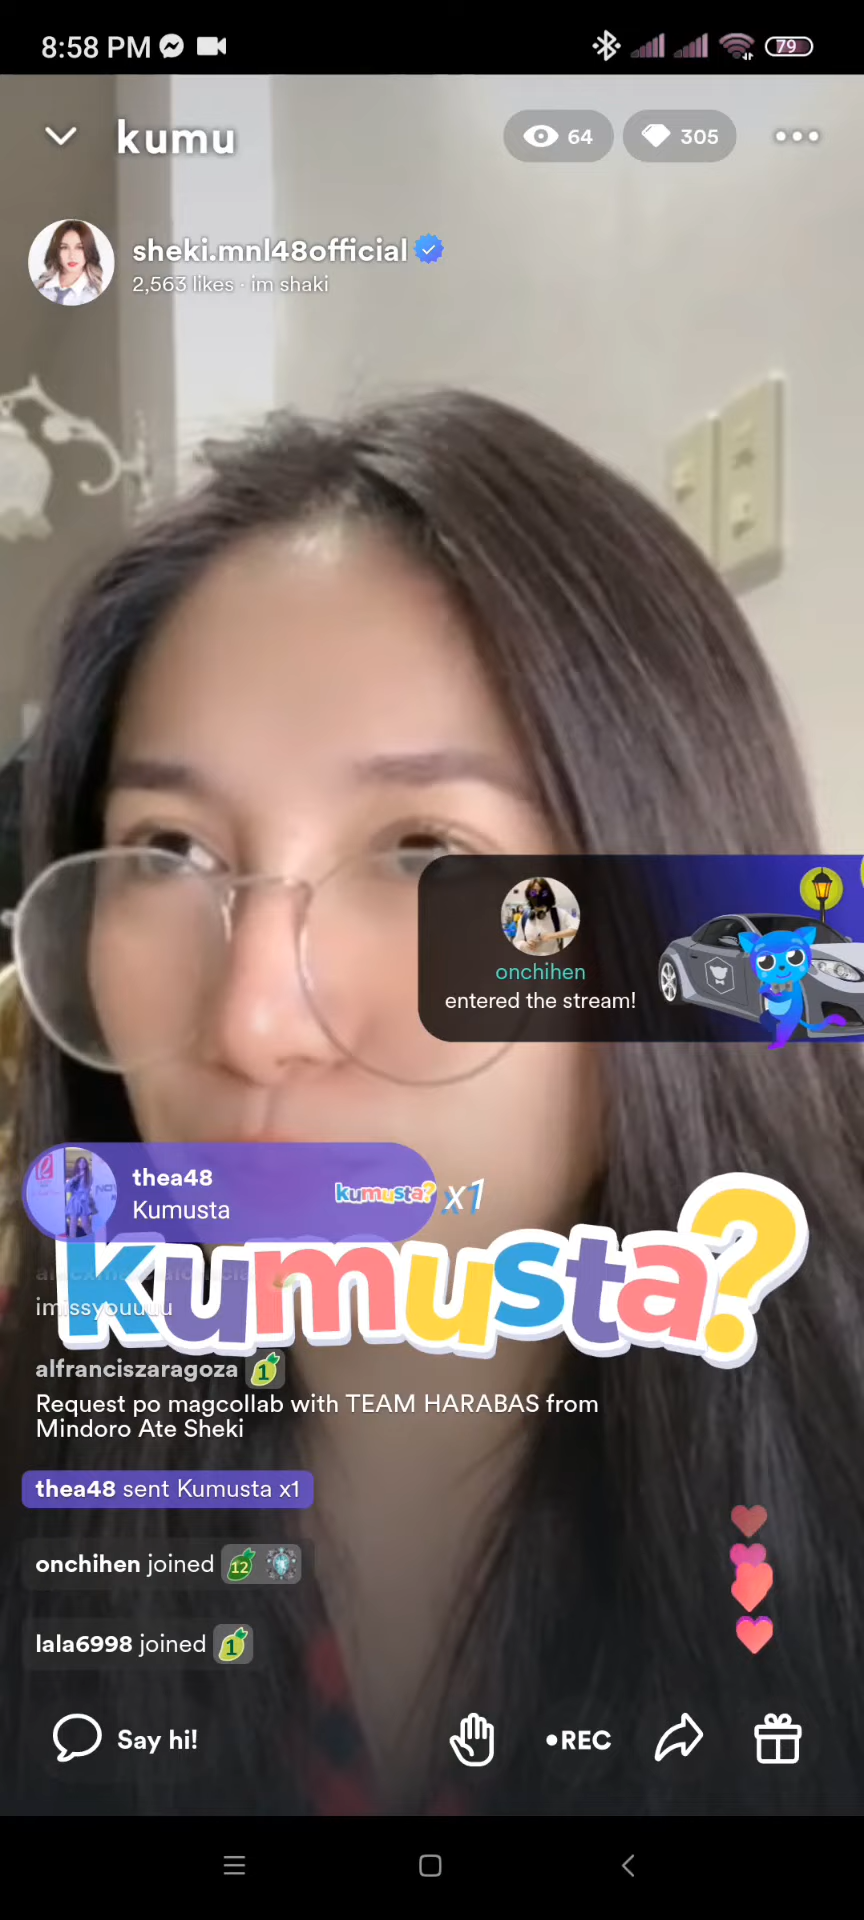 8:58 PM
79
kumu
64
305
sheki.mnl48official
2,563 likes · im shaki
onchihen
entered the stream!
thea48
Kumusta
kumusta? x1
kumusta?
imissyouuuu
alfranciszaragoza 1
Request po magcollab with TEAM HARABAS from
Mindoro Ate Sheki
thea48 sent Kumusta x1
onchihen joined 12
lala6998 joined 1
Say hi!
•REC